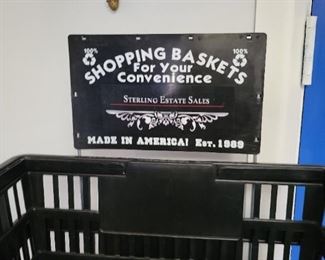 100% 100%
SHOPPING BASKETS
For Your
Convenience
STERLING ESTATE SALES
MADE IN AMERICA! EST. 1989